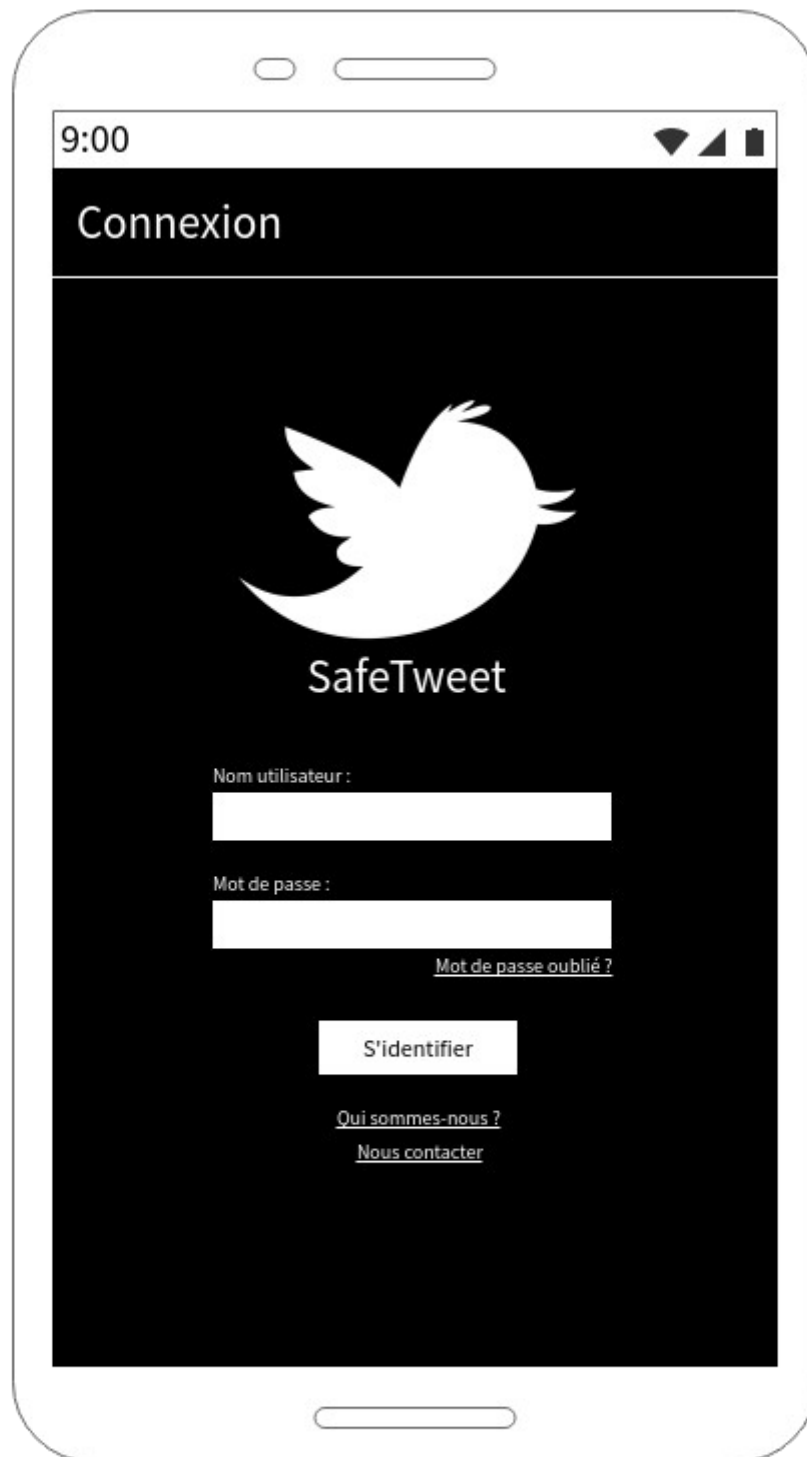 9:00
Connexion
SafeTweet
Nom utilisateur :
Mot de passe :
Mot de passe oublié ?
S'identifier
Qui sommes-nous ?
Nous contacter